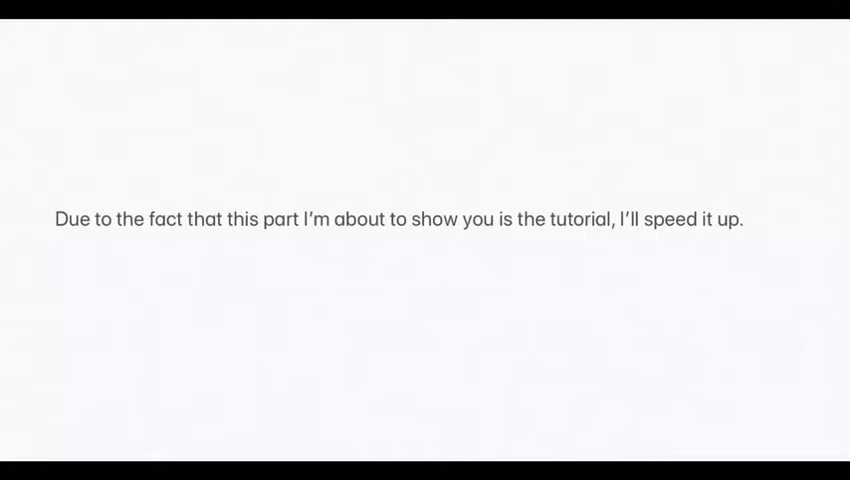 Due to the fact that this part I'm about to show you is the tutorial, I'll speed it up.